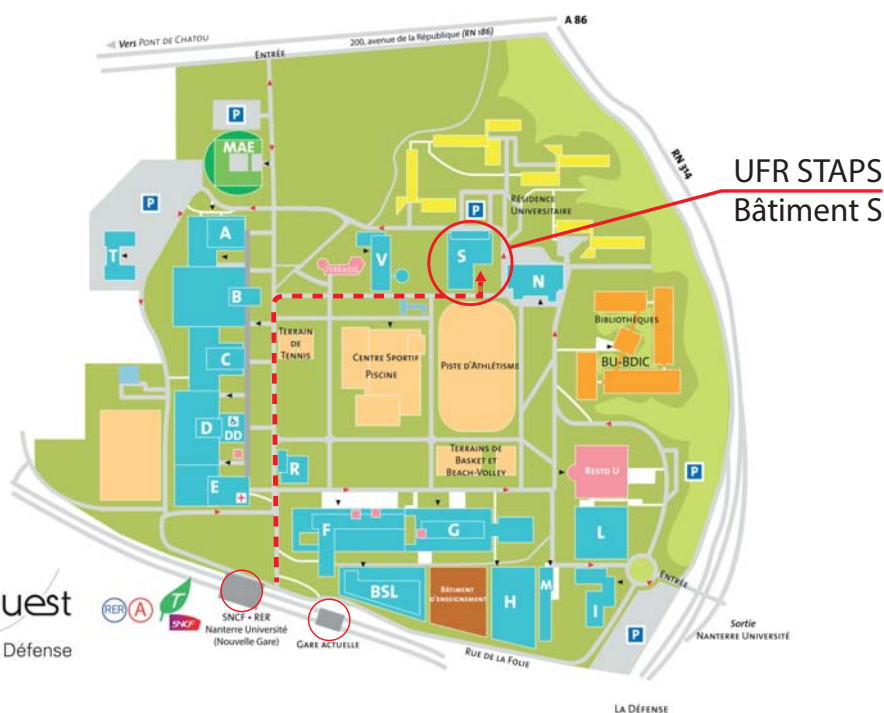 A 86
Vers PONT DE CHATOU
200, avenue de la République (RN 186)
ENTRÉE
P
MAE
RN 314
UFR STAPS
Bâtiment S
P
P
RÉSIDENCE
UNIVERSITAIRE
A
T
V
S
TERRASSE
N
B
BIBLIOTHÈQUES
BU-BDIC
TERRAIN
DE
TENNIS
CENTRE SPORTIF
PISCINE
PISTE D'ATHLÉTISME
C
D
DD
TERRAINS DE
BASKET ET
BEACH-VOLLEY
R
RESTO U
P
E
F
G
L
ENTRÉE
BSL
BÂTIMENT
D'ENSEIGNEMENT
H
M
I
uest
RER A
SNCF
Défense
SNCF • RER
Nanterre Université
(Nouvelle Gare)
GARE ACTUELLE
RUE DE LA FOLIE
P
Sortie
NANTERRE UNIVERSITÉ
LA DÉFENSE